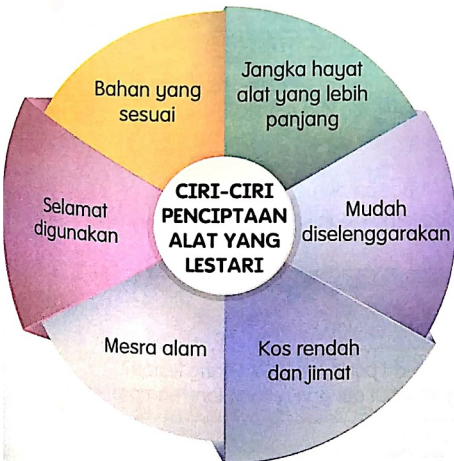 CIRI-CIRI
PENCIPTAAN
ALAT YANG
LESTARI
Jangka hayat
alat yang lebih
panjang
Mudah
diselenggarakan
Kos rendah
dan jimat
Mesra alam
Selamat
digunakan
Bahan yang
sesuai